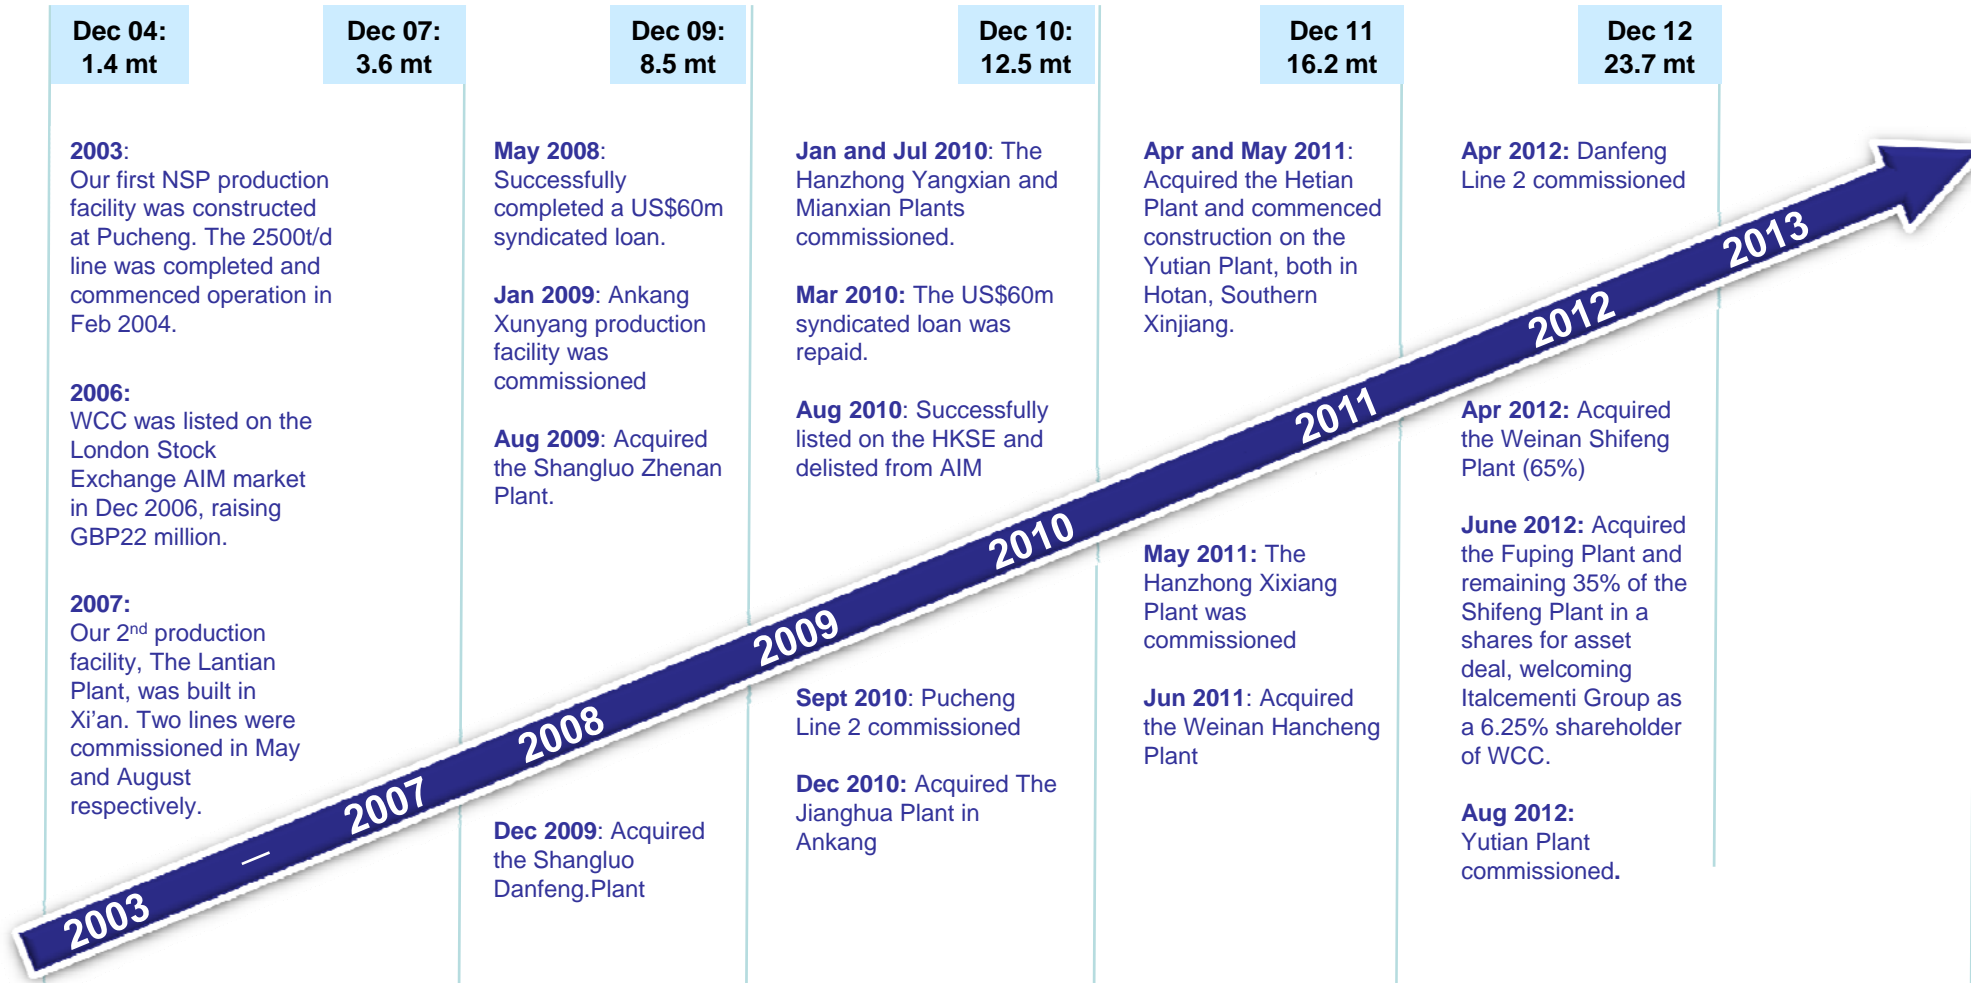 Dec 04:
1.4 mt
Dec 07:
3.6 mt
Dec 09:
8.5 mt
Dec 10:
12.5 mt
Dec 11
16.2 mt
Dec 12
23.7 mt
2003:
Our first NSP production
facility was constructed
at Pucheng. The 2500t/d
line was completed and
commenced operation in
Feb 2004.
2006:
WCC was listed on the
London Stock
Exchange AIM market
in Dec 2006, raising
GBP22 million.
2007:
Our 2nd production
facility, The Lantian
Plant, was built in
Xi’an. Two lines were
commissioned in May
and August
respectively.
May 2008:
Successfully
completed a US$60m
syndicated loan.
Jan 2009: Ankang
Xunyang production
facility was
commissioned
Aug 2009: Acquired
the Shangluo Zhenan
Plant.
Dec 2009: Acquired
the Shangluo
Danfeng.Plant
Jan and Jul 2010: The
Hanzhong Yangxian and
Mianxian Plants
commissioned.
Mar 2010: The US$60m
syndicated loan was
repaid.
Aug 2010: Successfully
listed on the HKSE and
delisted from AIM
Sept 2010: Pucheng
Line 2 commissioned
Dec 2010: Acquired The
Jianghua Plant in
Ankang
Apr and May 2011:
Acquired the Hetian
Plant and commenced
construction on the
Yutian Plant, both in
Hotan, Southern
Xinjiang.
May 2011: The
Hanzhong Xixiang
Plant was
commissioned
Jun 2011: Acquired
the Weinan Hancheng
Plant
Apr 2012: Danfeng
Line 2 commissioned
Apr 2012: Acquired
the Weinan Shifeng
Plant (65%)
June 2012: Acquired
the Fuping Plant and
remaining 35% of the
Shifeng Plant in a
shares for asset
deal, welcoming
Italcementi Group as
a 6.25% shareholder
of WCC.
Aug 2012:
Yutian Plant
commissioned.
2003 — 2007 2008 2009 2010 2011 2012 2013